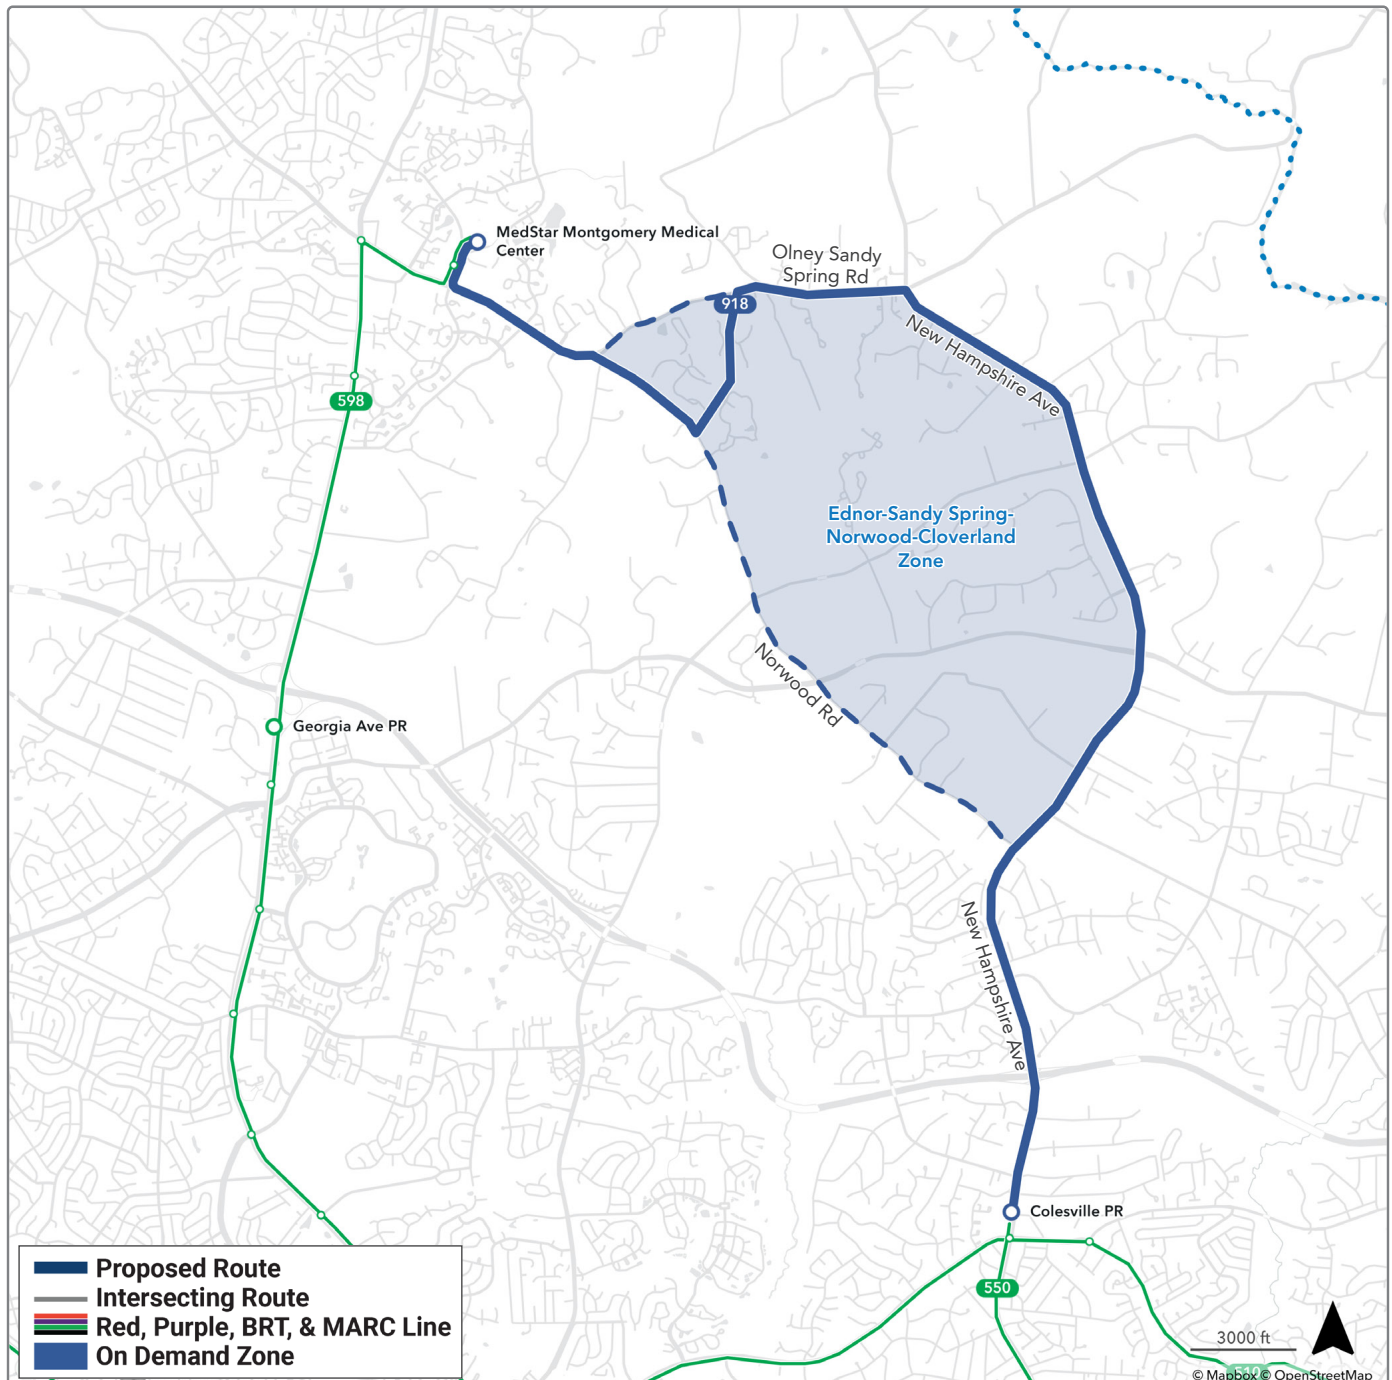 MedStar Montgomery Medical
Center
Olney Sandy
Spring Rd
918
New Hampshire Ave
598
Ednor-Sandy Spring-
Norwood-Cloverland
Zone
Norwood Rd
Georgia Ave PR
New Hampshire Ave
Colesville PR
550
Proposed Route
Intersecting Route
Red, Purple, BRT, & MARC Line
On Demand Zone
3000 ft
510
© Mapbox © OpenStreetMap